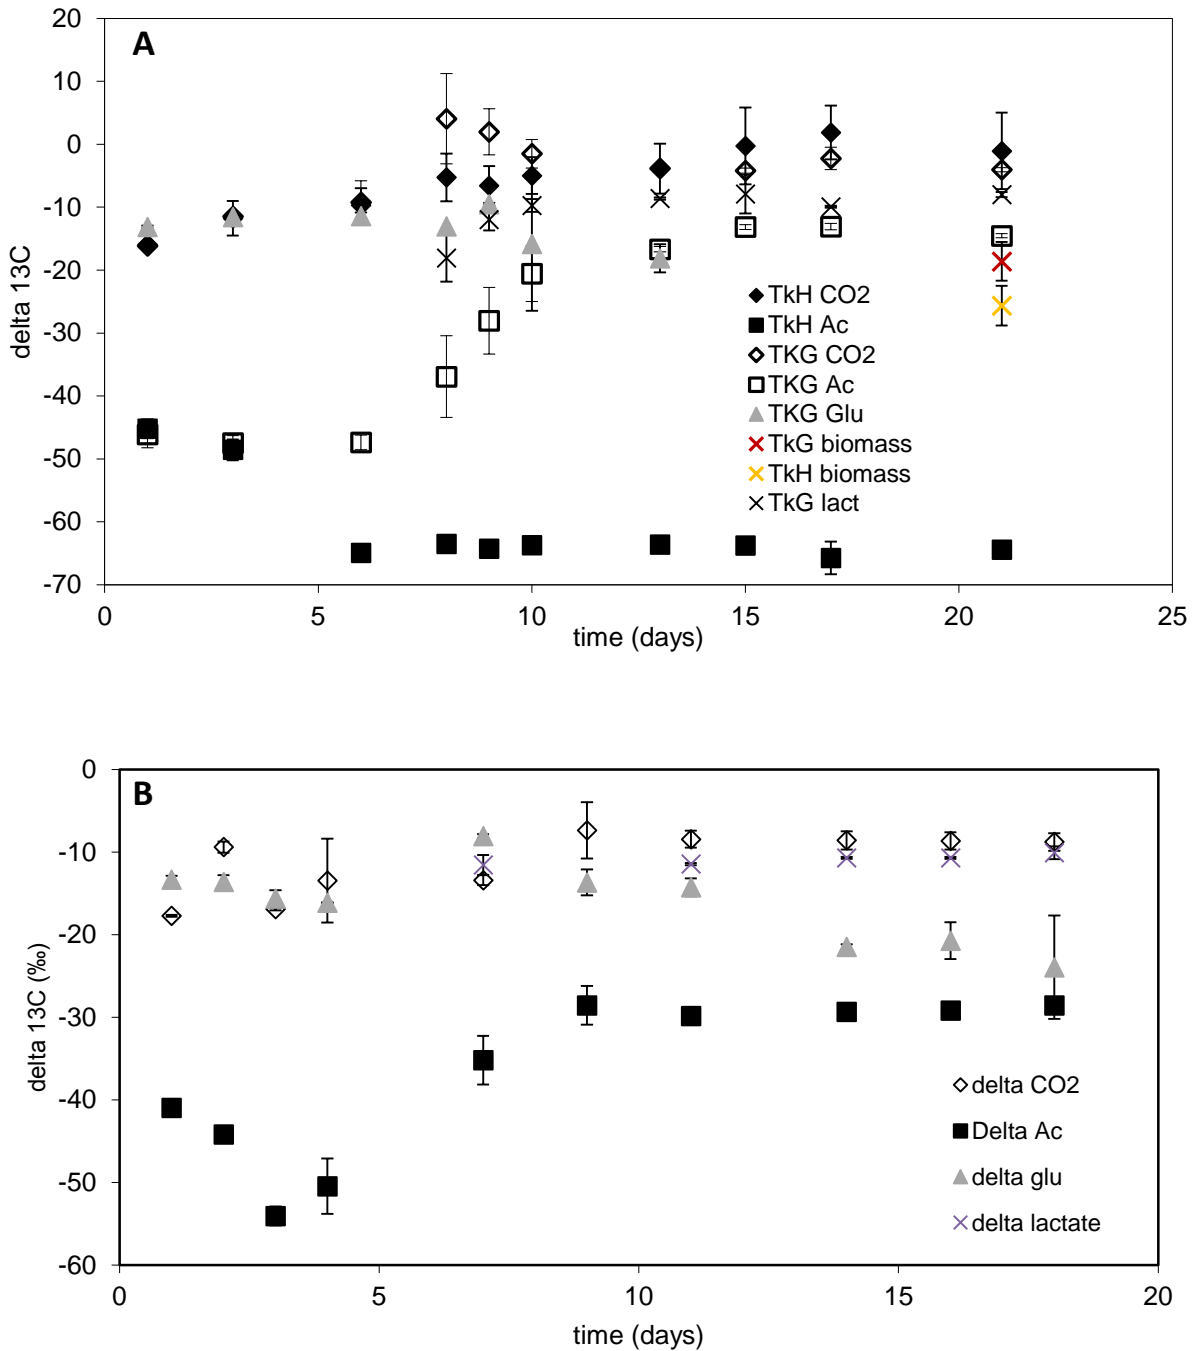 A
20
10
0
-10
-20
-30
-40
-50
-60
-70
delta 13C
0 5 10 15 20 25
time (days)
TkH CO2
TkH Ac
TKG CO2
TKG Ac
TKG Glu
TkG biomass
TkH biomass
TkG lact
B
0
-10
-20
-30
-40
-50
-60
delta 13C (‰)
0 5 10 15 20
time (days)
delta CO2
Delta Ac
delta glu
delta lactate